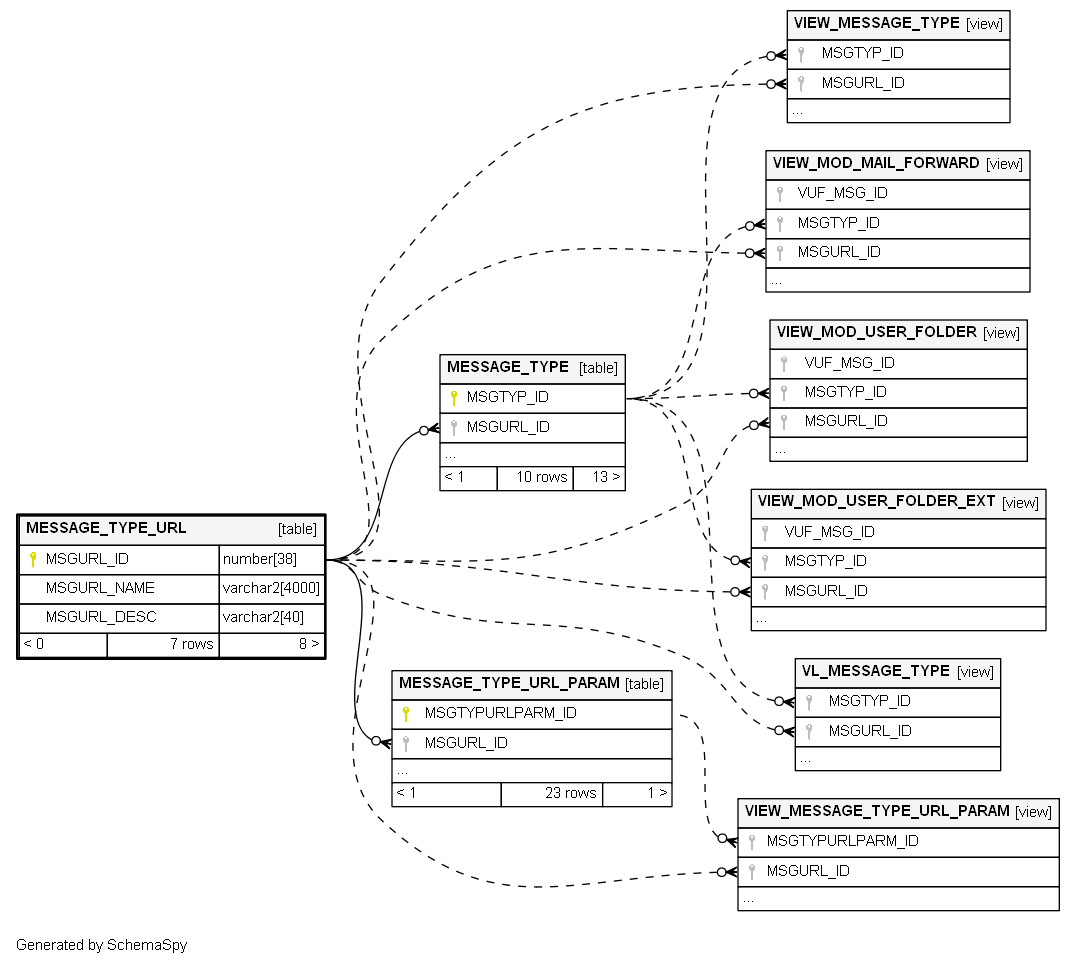 VIEW_MESSAGE_TYPE [view]
MSGTYP_ID
MSGURL_ID
...
VIEW_MOD_MAIL_FORWARD [view]
VUF_MSG_ID
MSGTYP_ID
MSGURL_ID
...
VIEW_MOD_USER_FOLDER [view]
VUF_MSG_ID
MSGTYP_ID
MSGURL_ID
...
MESSAGE_TYPE [table]
MSGTYP_ID
MSGURL_ID
...
< 1 10 rows 13 >
VIEW_MOD_USER_FOLDER_EXT [view]
VUF_MSG_ID
MSGTYP_ID
MSGURL_ID
...
MESSAGE_TYPE_URL [table]
MSGURL_ID number[38]
MSGURL_NAME varchar2[4000]
MSGURL_DESC varchar2[40]
< 0 7 rows 8 >
VL_MESSAGE_TYPE [view]
MSGTYP_ID
MSGURL_ID
...
MESSAGE_TYPE_URL_PARAM [table]
MSGTYPURLPARM_ID
MSGURL_ID
...
< 1 23 rows 1 >
VIEW_MESSAGE_TYPE_URL_PARAM [view]
MSGTYPURLPARM_ID
MSGURL_ID
...
Generated by SchemaSpy